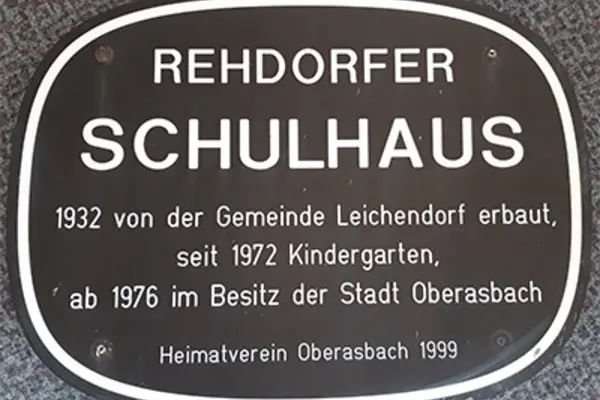 REHDORFER
SCHULHAUS
1932 von der Gemeinde Leichendorf erbaut,
seit 1972 Kindergarten,
ab 1976 im Besitz der Stadt Oberasbach
Heimatverein Oberasbach 1999